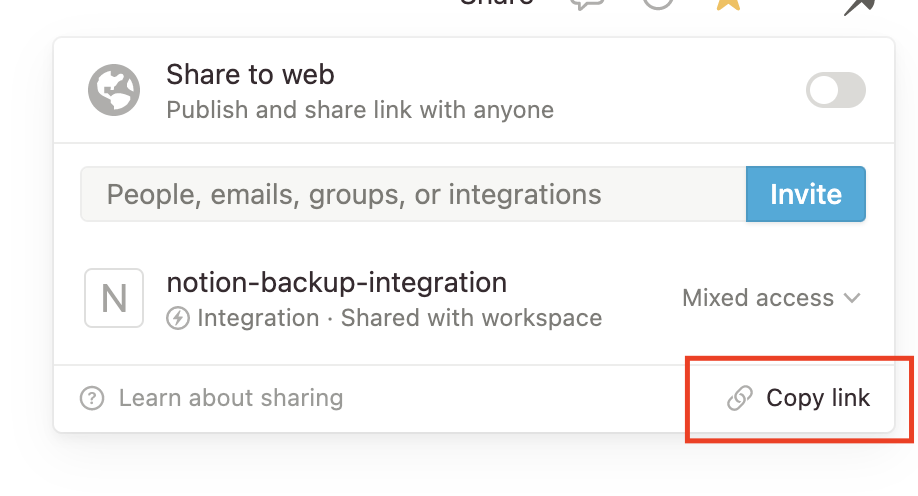 Share
Share to web
Publish and share link with anyone
People, emails, groups, or integrations
Invite
N
notion-backup-integration
Integration · Shared with workspace
Mixed access
? Learn about sharing
Copy link